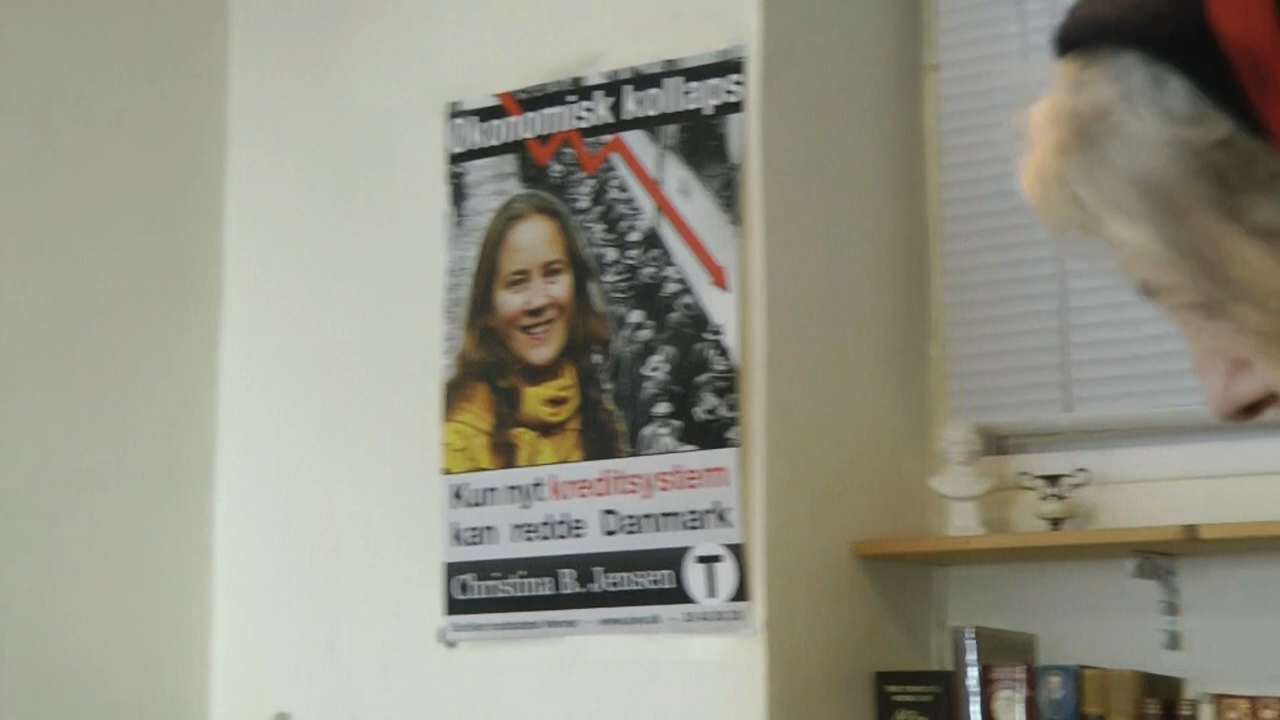 Økonomisk kollaps
Kun nyt kreditsystem
kan redde Danmark
Christina B. Jensen T